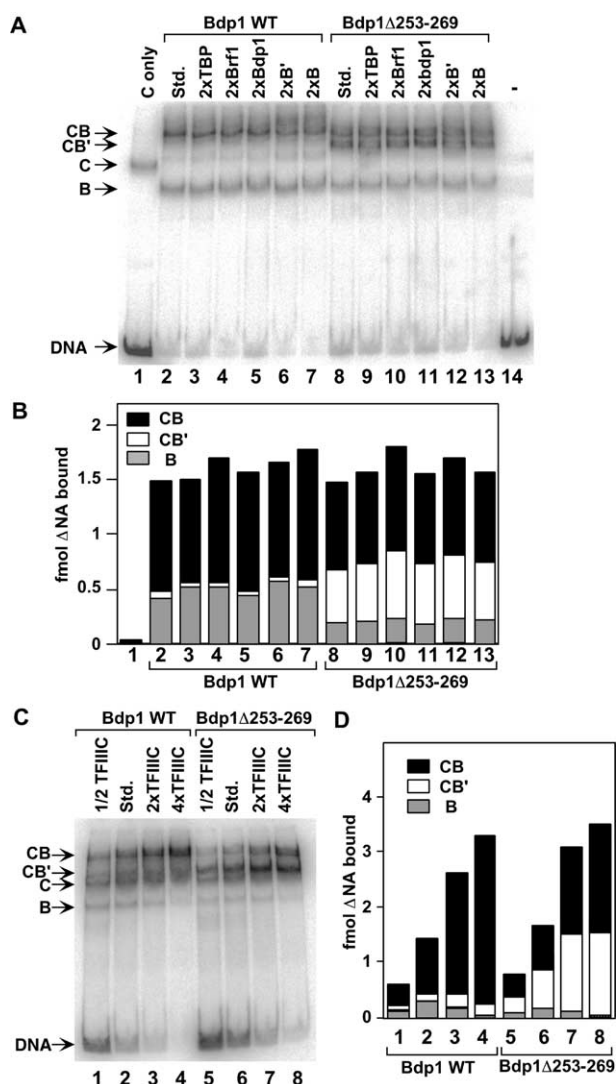 A
Bdp1 WT
Bdp1Δ253-269
C only
Std.
2xTBP
2xBrf1
2xBdp1
2xB'
2xB
Std.
2xTBP
2xBrf1
2xbdp1
2xB'
2xB
-
CB
CB'
C
B
DNA
1 2 3 4 5 6 7 8 9 10 11 12 13 14
B
CB
CB'
B
fmol ΔNA bound
2
1.5
1
0.5
0
1 2 3 4 5 6 7 8 9 10 11 12 13
Bdp1 WT
Bdp1Δ253-269
C
Bdp1 WT
Bdp1Δ253-269
1/2 TFIIIC
Std.
2xTFIIIC
4xTFIIIC
1/2 TFIIIC
Std.
2xTFIIIC
4xTFIIIC
CB
CB'
C
B
DNA
1 2 3 4 5 6 7 8
D
CB
CB'
B
fmol ΔNA bound
4
3
2
1
0
1 2 3 4 5 6 7 8
Bdp1 WT
Bdp1Δ253-269